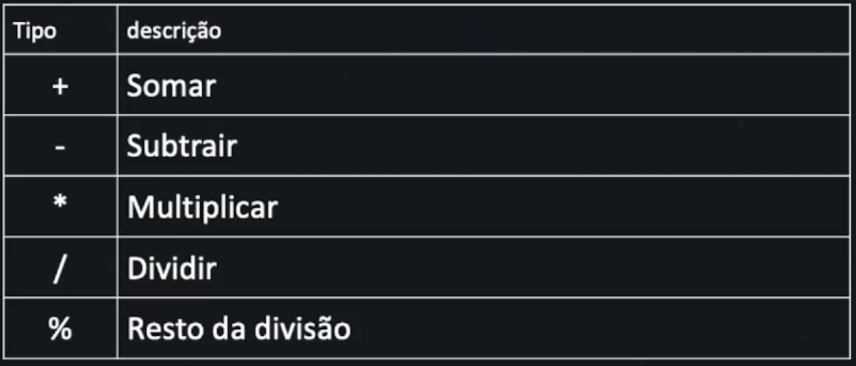 Tipo descrição
+ Somar
- Subtrair
* Multiplicar
/ Dividir
% Resto da divisão